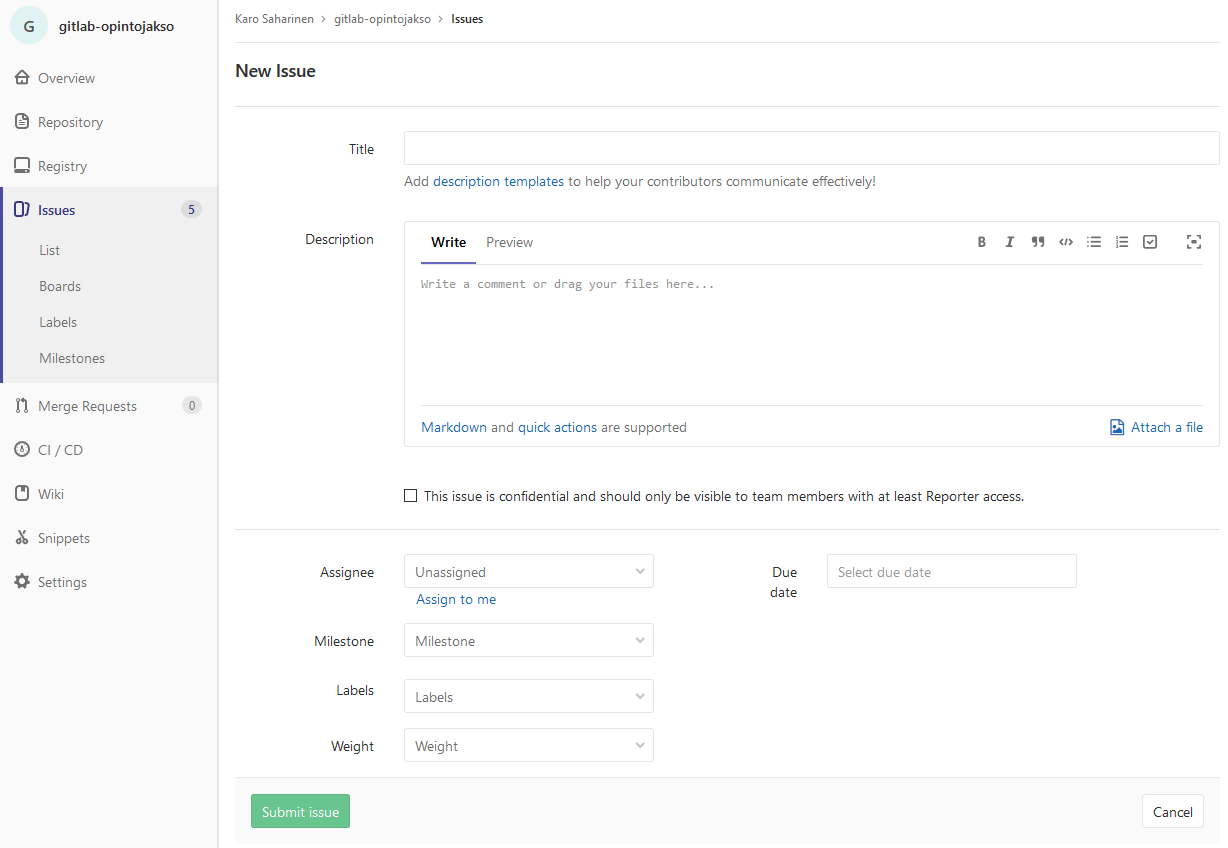 G gitlab-opintojakso
Overview
Repository
Registry
Issues 5
List
Boards
Labels
Milestones
Merge Requests 0
CI / CD
Wiki
Snippets
Settings
Karo Saharinen > gitlab-opintojakso > Issues
New Issue
Title
Add description templates to help your contributors communicate effectively!
Description
Write Preview B I
Write a comment or drag your files here...
Markdown and quick actions are supported Attach a file
This issue is confidential and should only be visible to team members with at least Reporter access.
Assignee Unassigned
Assign to me
Due
date
Select due date
Milestone Milestone
Labels Labels
Weight Weight
Submit issue Cancel